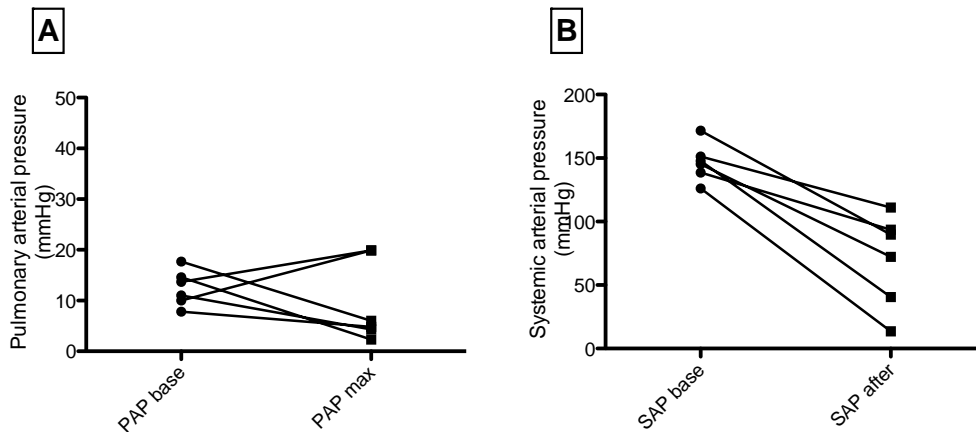 A
B
Pulmonary arterial pressure
(mmHg)
50
40
30
20
10
0
PAP base
PAP max
Systemic arterial pressure
(mmHg)
200
150
100
50
0
SAP base
SAP after